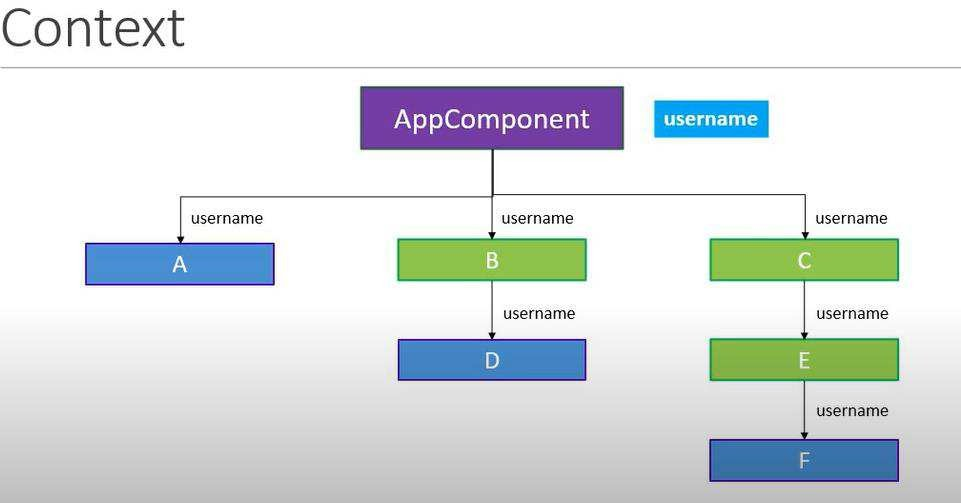 Context
AppComponent
username
username
username
username
A
B
C
username
username
D
E
username
F